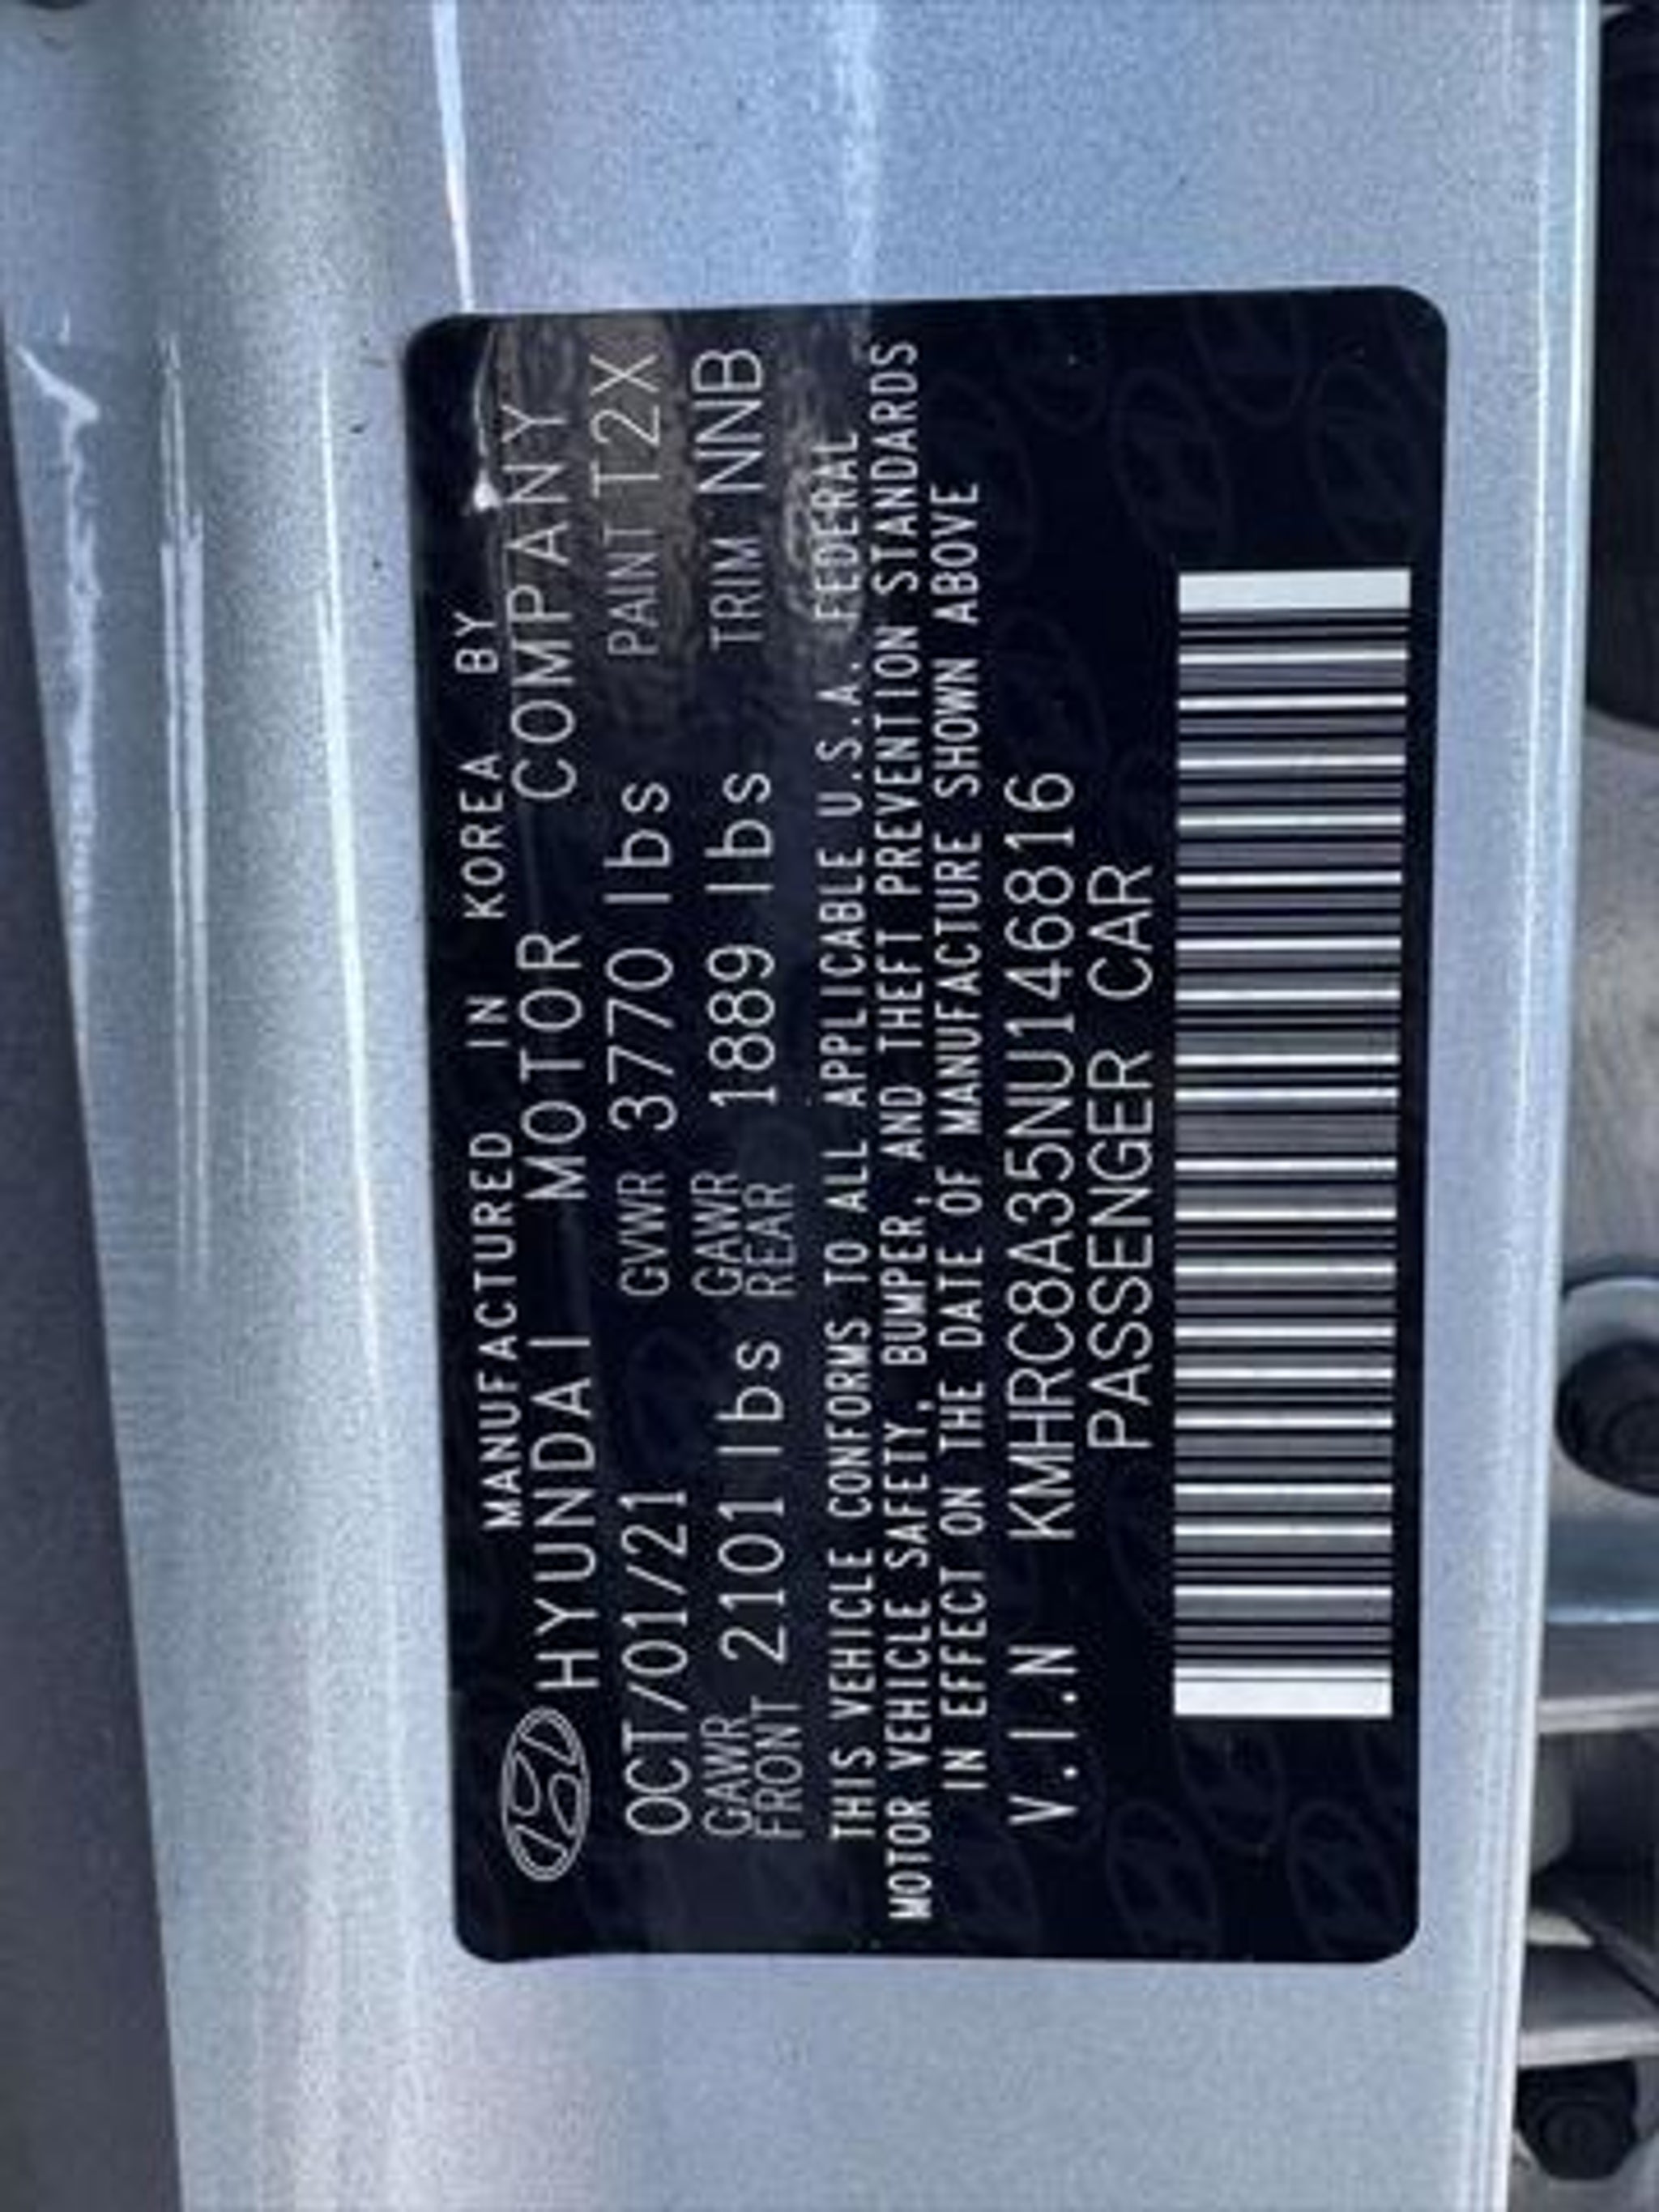 MANUFACTURED IN KOREA BY
HYUNDAI MOTOR COMPANY
OCT/01/21 GVWR 3770 lbs PAINT T2X
GAWR FRONT 2101 lbs GAWR REAR 1889 lbs TRIM NNB
THIS VEHICLE CONFORMS TO ALL APPLICABLE U.S.A. FEDERAL
MOTOR VEHICLE SAFETY, BUMPER, AND THEFT PREVENTION STANDARDS
IN EFFECT ON THE DATE OF MANUFACTURE SHOWN ABOVE
V.I.N KMHRC8A35NU146816
PASSENGER CAR